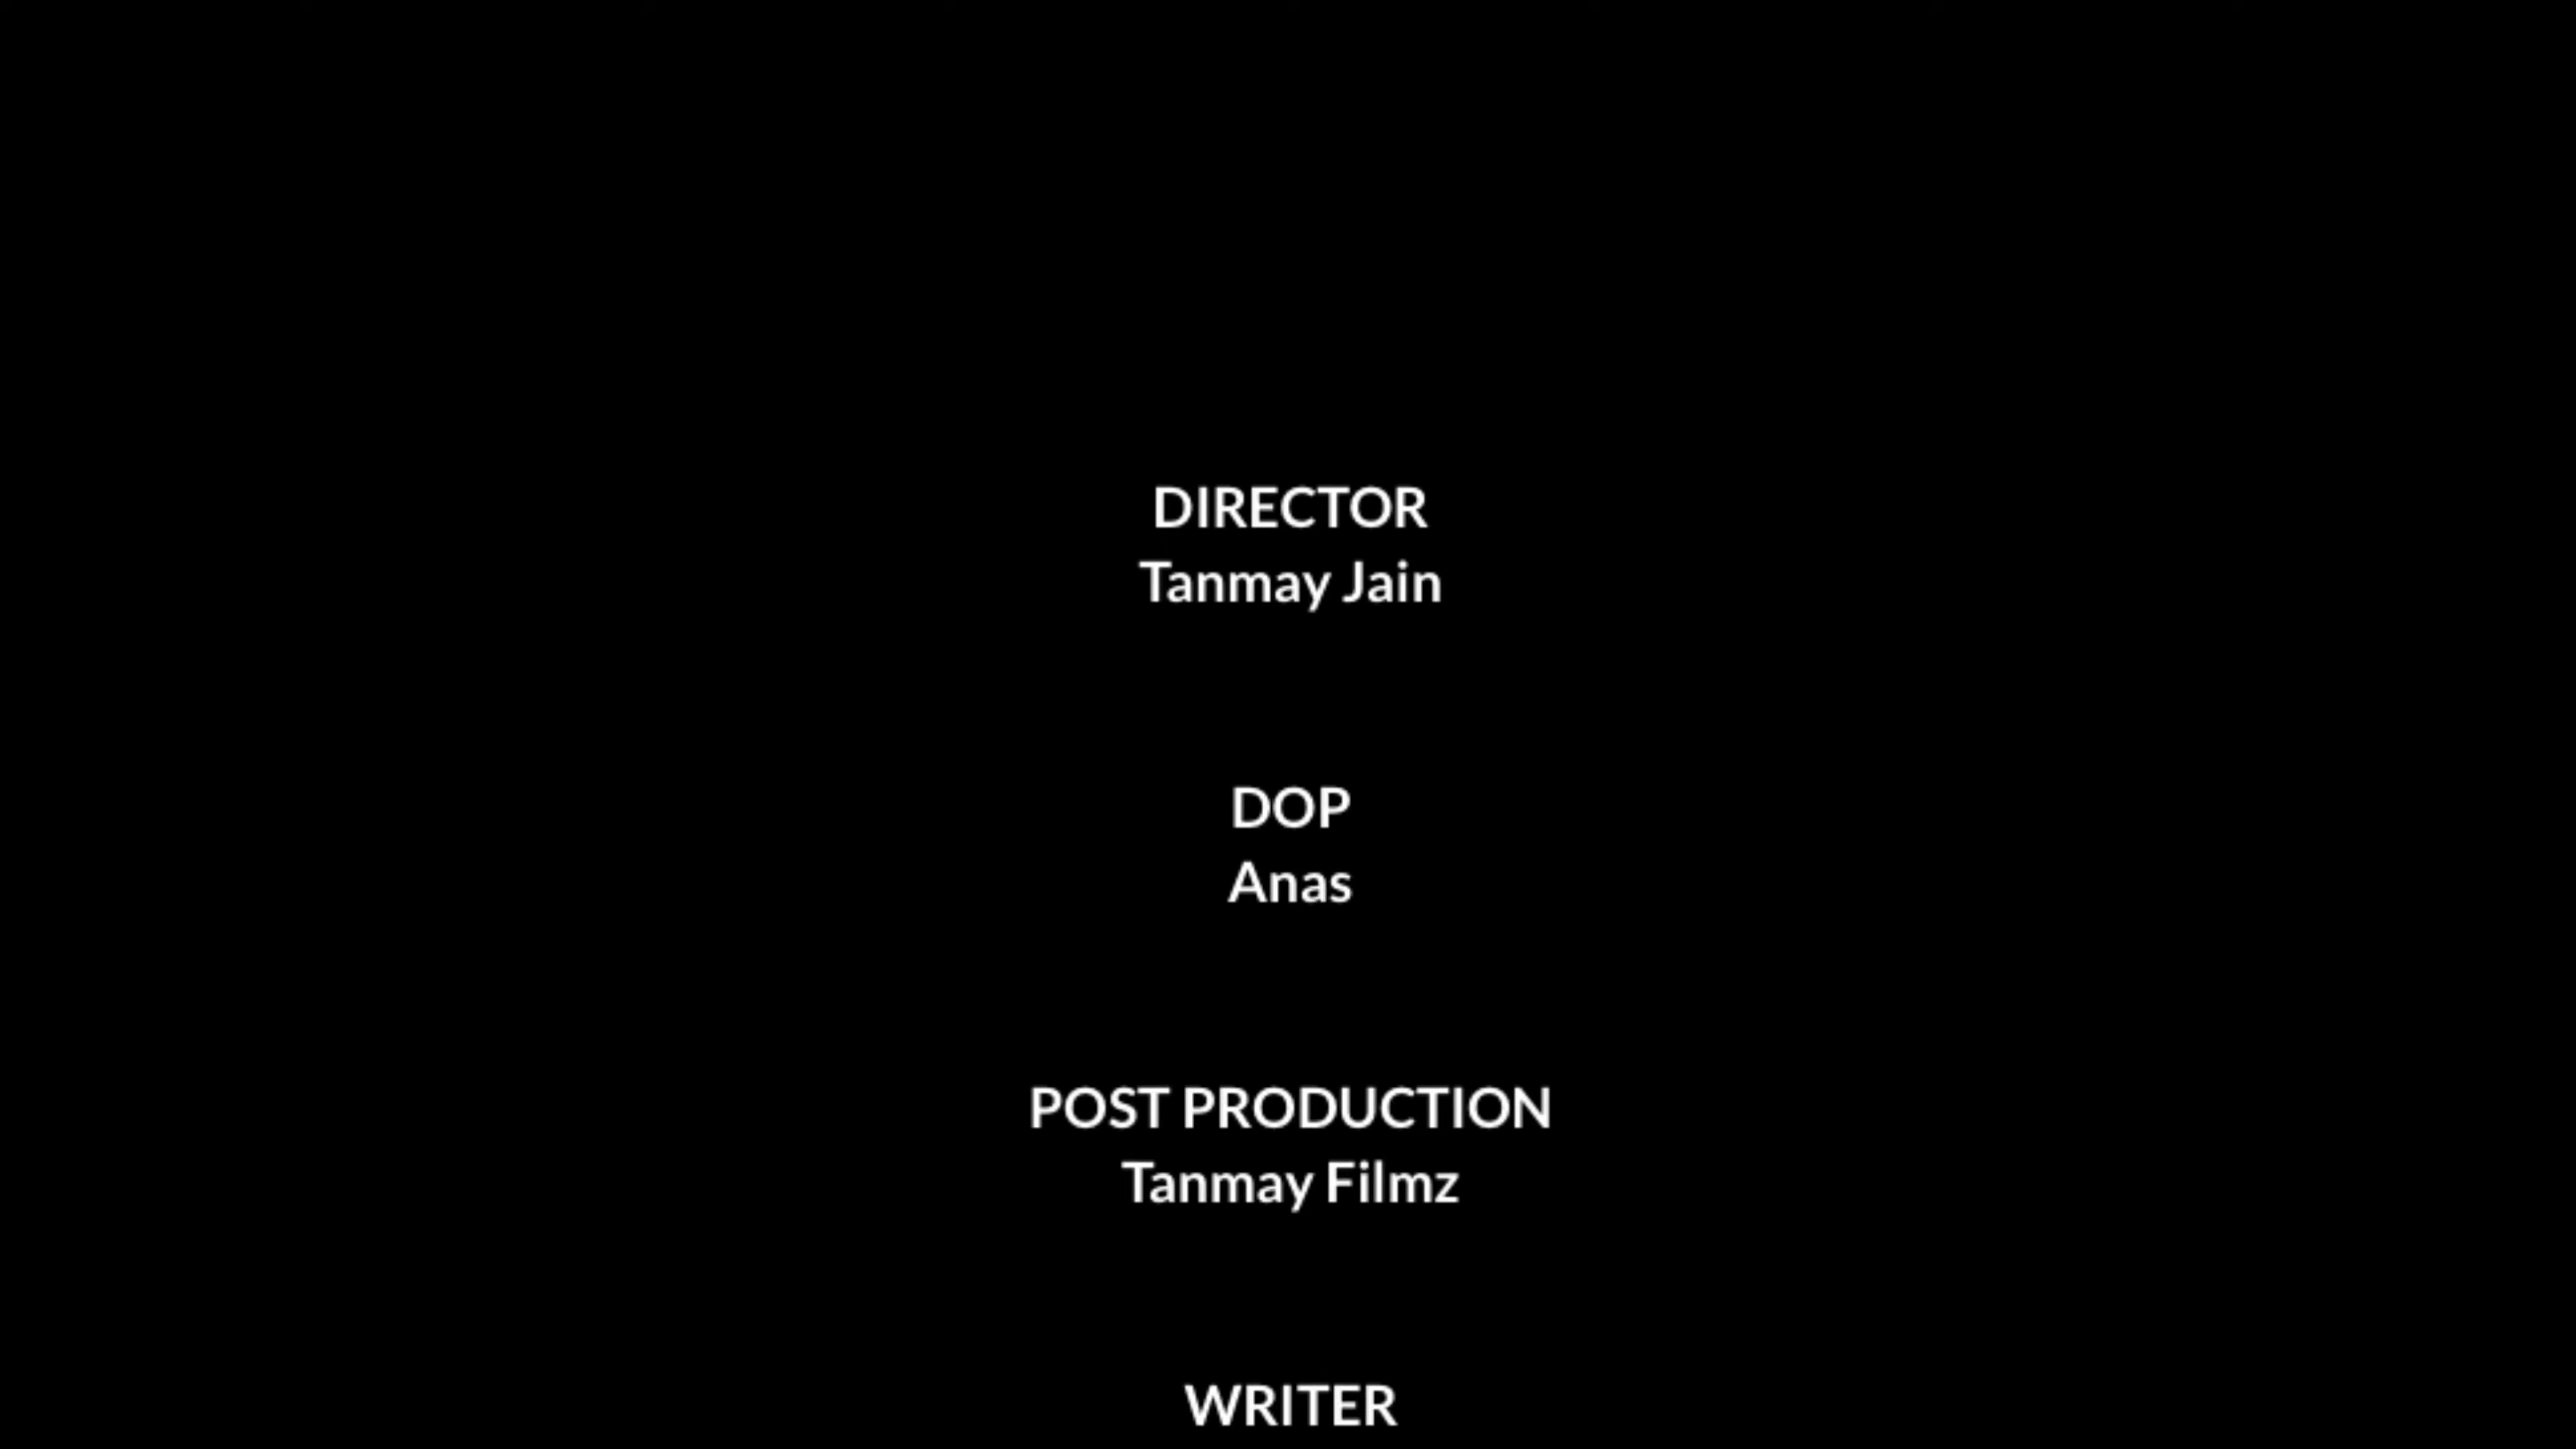 DIRECTOR
Tanmay Jain
DOP
Anas
POST PRODUCTION
Tanmay Filmz
WRITER